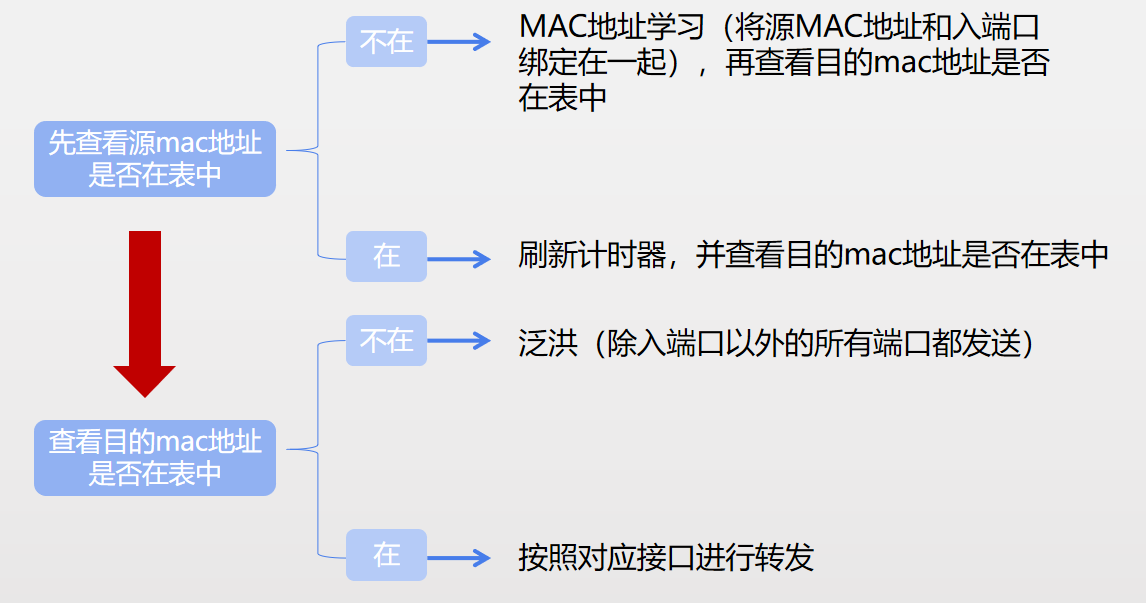 不在
MAC地址学习（将源MAC地址和入端口
绑定在一起），再查看目的mac地址是否
在表中
先查看源mac地址
是否在表中
在
刷新计时器，并查看目的mac地址是否在表中
不在
泛洪（除入端口以外的所有端口都发送）
查看目的mac地址
是否在表中
在
按照对应接口进行转发